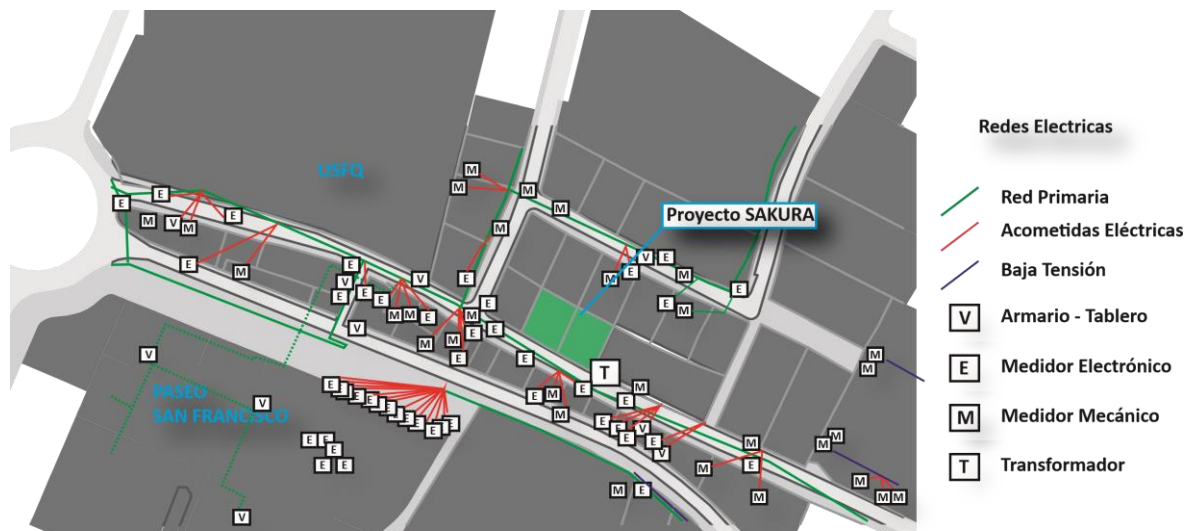 USFQ
Proyecto SAKURA
PASEO
SAN FRANCISCO
M
M
M
M
M
E
E
E
M
V
M
E
M
E
V
E
E
E
V
E
M
M
E
V
M
E
V
E
M
E
M
M
E
E
M
E
E
M
E
E
V
V
T
Redes Electricas
Red Primaria
Acometidas Eléctricas
Baja Tensión
V Armario - Tablero
E Medidor Electrónico
M Medidor Mecánico
T Transformador